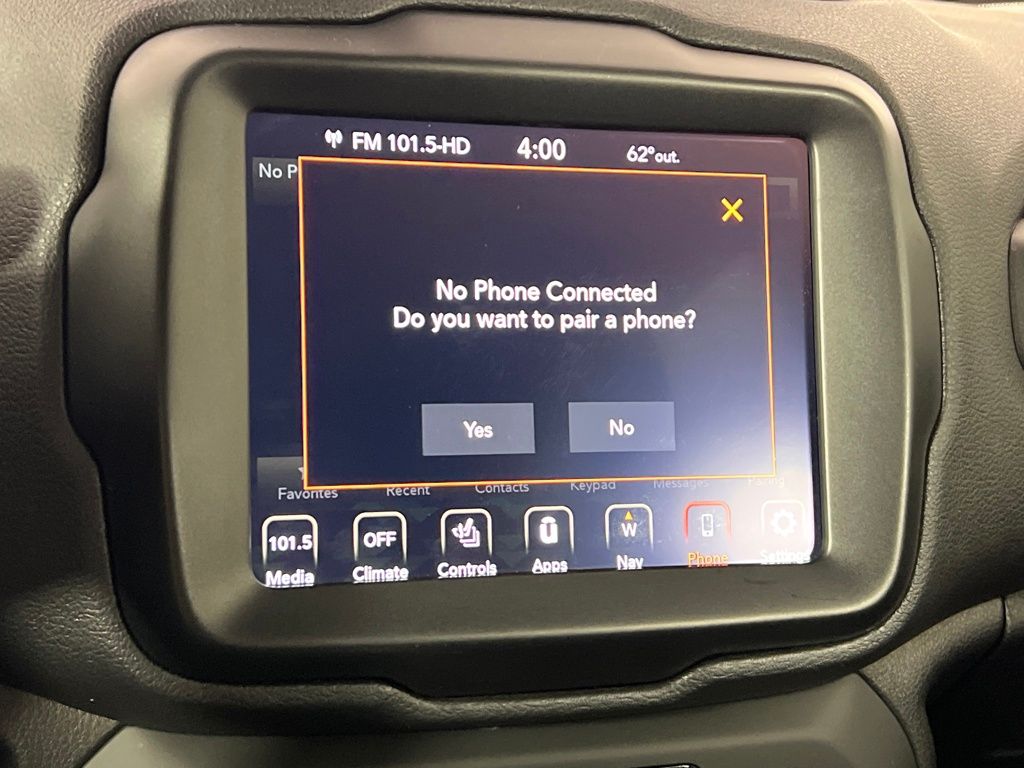 FM 101.5-HD 4:00 62°out.
No P
No Phone Connected
Do you want to pair a phone?
Yes No
Favorites Recent Contacts Keypad Messages Pairing
101.5 OFF û W
Media Climate Controls Apps Nav Phone Settings